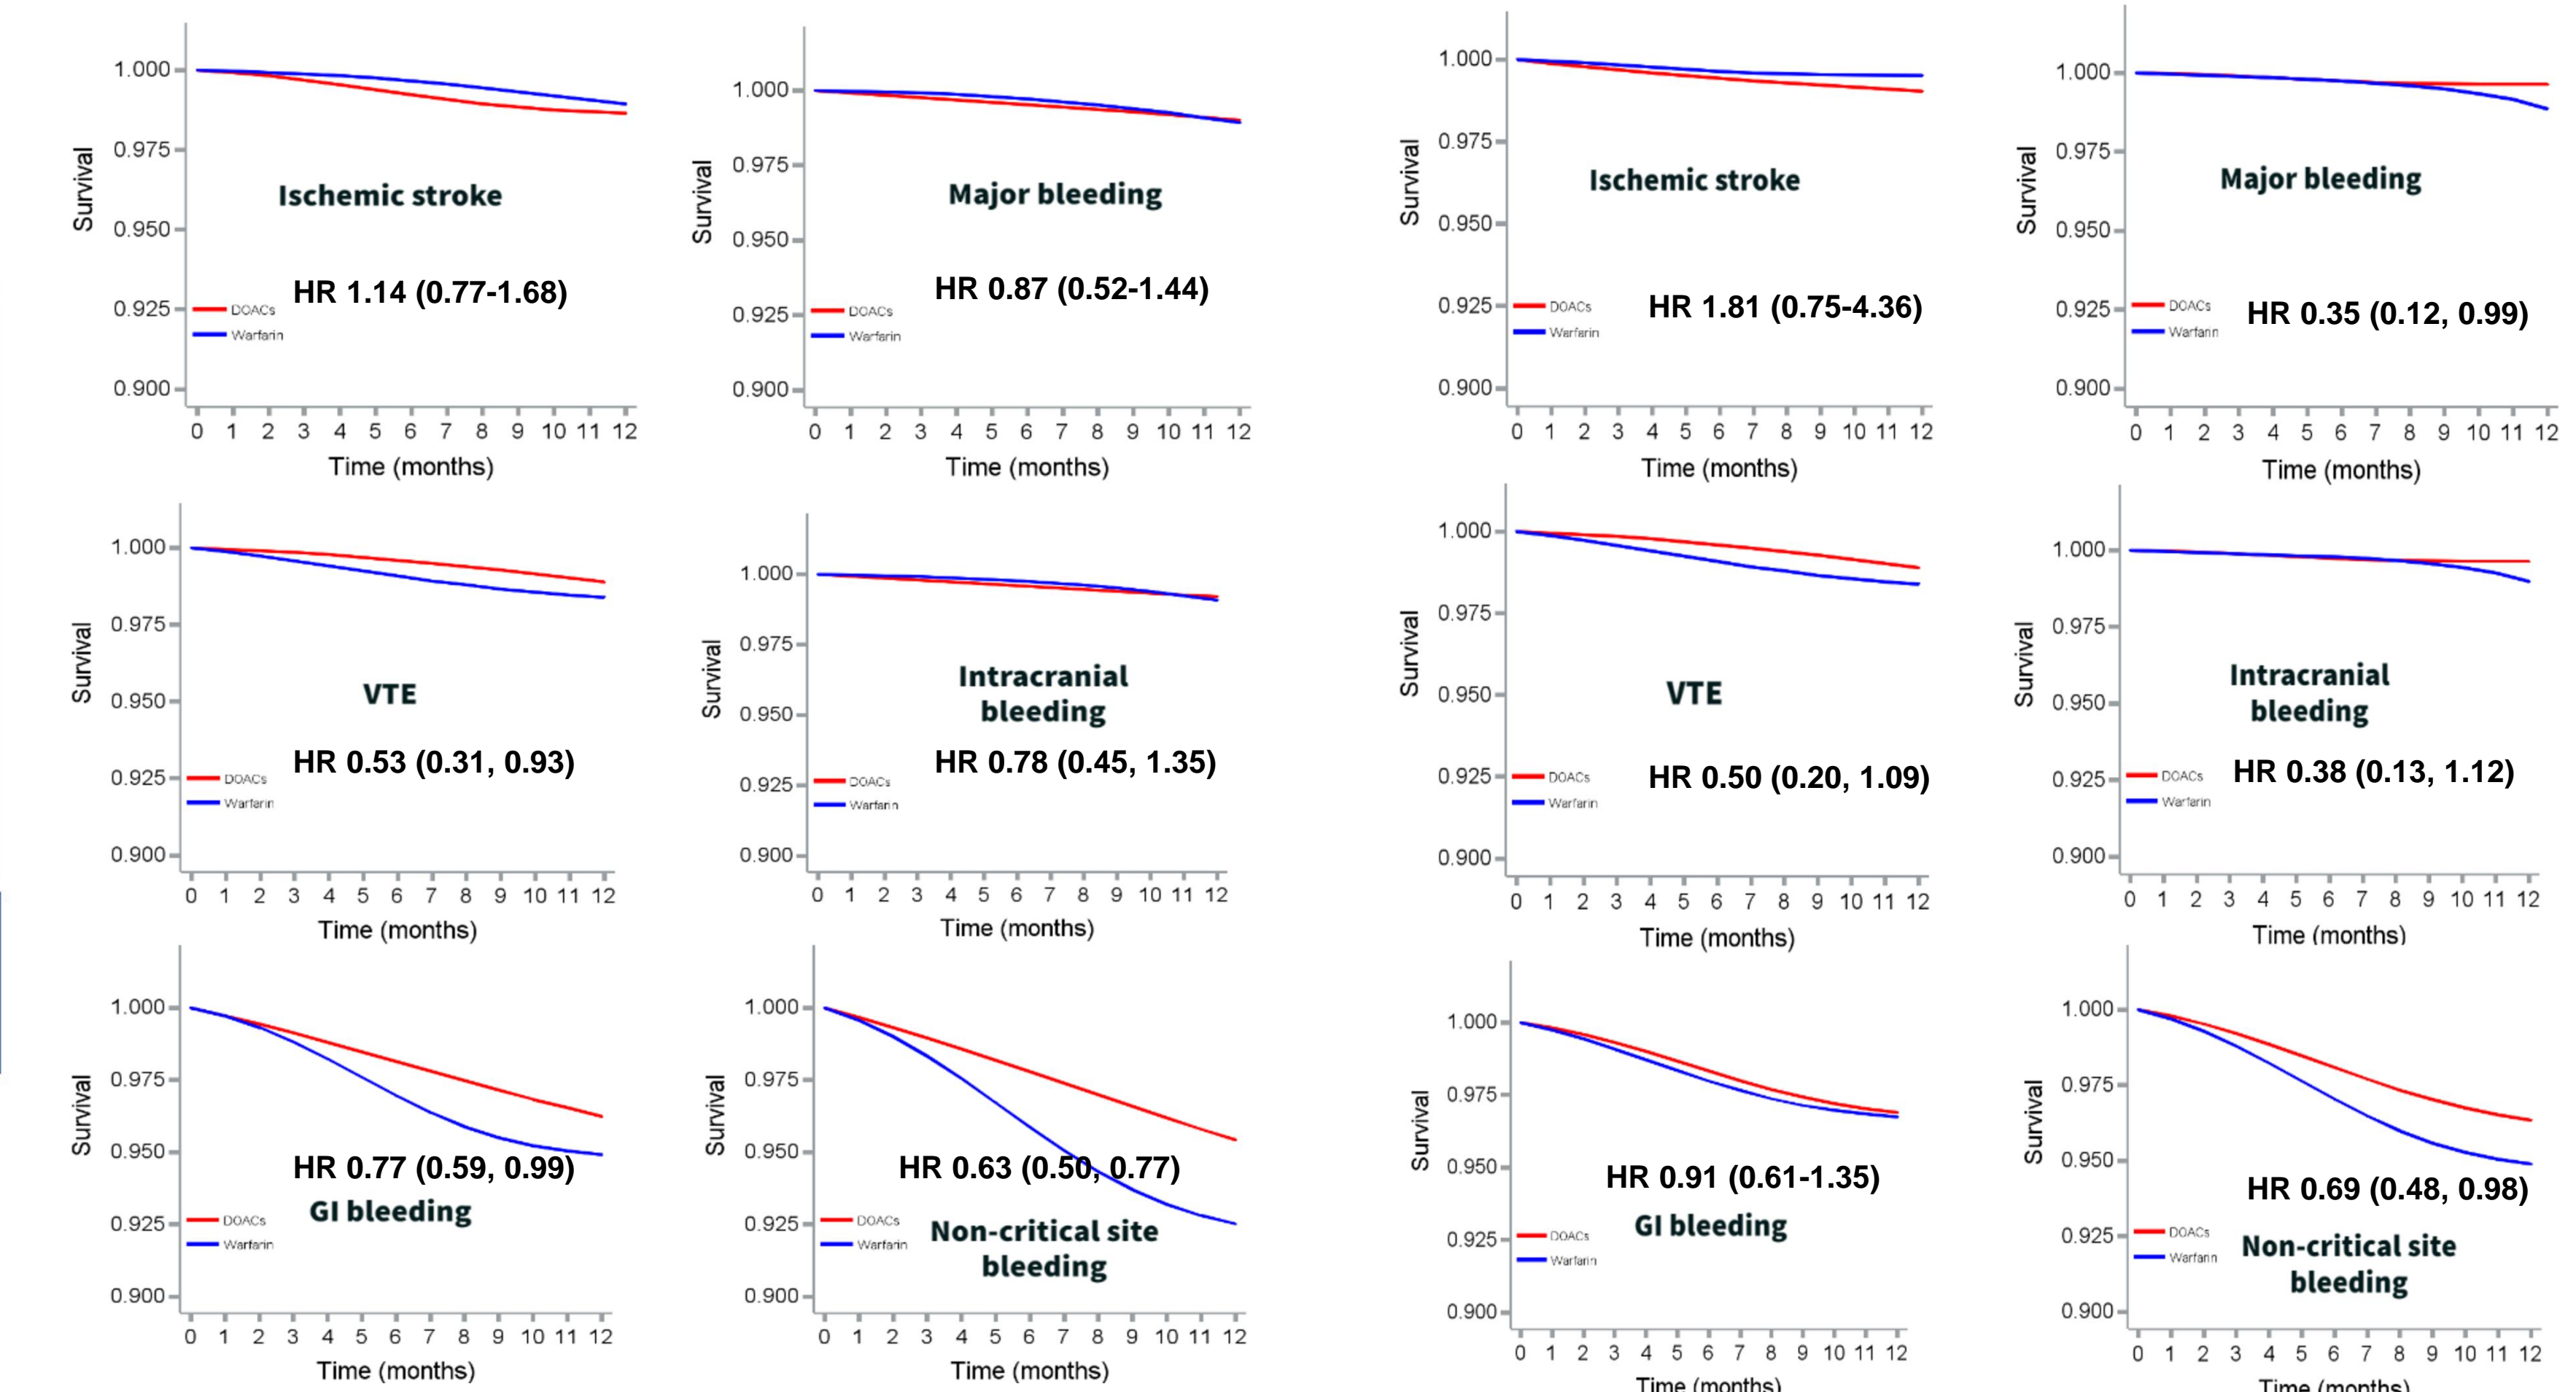 1.000
0.975
0.950
0.925
0.900
Survival
Ischemic stroke
HR 1.14 (0.77-1.68)
DOACs
Warfarin
0 1 2 3 4 5 6 7 8 9 10 11 12
Time (months)
1.000
0.975
0.950
0.925
0.900
Survival
Major bleeding
HR 0.87 (0.52-1.44)
DOACs
Warfarin
0 1 2 3 4 5 6 7 8 9 10 11 12
Time (months)
1.000
0.975
0.950
0.925
0.900
Survival
Ischemic stroke
HR 1.81 (0.75-4.36)
DOACs
Warfarin
0 1 2 3 4 5 6 7 8 9 10 11 12
Time (months)
1.000
0.975
0.950
0.925
0.900
Survival
Major bleeding
HR 0.35 (0.12, 0.99)
DOACs
Warfarin
0 1 2 3 4 5 6 7 8 9 10 11 12
Time (months)
1.000
0.975
0.950
0.925
0.900
Survival
VTE
HR 0.53 (0.31, 0.93)
DOACs
Warfarin
0 1 2 3 4 5 6 7 8 9 10 11 12
Time (months)
1.000
0.975
0.950
0.925
0.900
Survival
Intracranial
bleeding
HR 0.78 (0.45, 1.35)
DOACs
Warfarin
0 1 2 3 4 5 6 7 8 9 10 11 12
Time (months)
1.000
0.975
0.950
0.925
0.900
Survival
VTE
HR 0.50 (0.20, 1.09)
DOACs
Warfarin
0 1 2 3 4 5 6 7 8 9 10 11 12
Time (months)
1.000
0.975
0.950
0.925
0.900
Survival
Intracranial
bleeding
HR 0.38 (0.13, 1.12)
DOACs
Warfarin
0 1 2 3 4 5 6 7 8 9 10 11 12
Time (months)
1.000
0.975
0.950
0.925
0.900
Survival
HR 0.77 (0.59, 0.99)
GI bleeding
DOACs
Warfarin
0 1 2 3 4 5 6 7 8 9 10 11 12
Time (months)
1.000
0.975
0.950
0.925
0.900
Survival
HR 0.63 (0.50, 0.77)
DOACs
Warfarin
Non-critical site
bleeding
0 1 2 3 4 5 6 7 8 9 10 11 12
Time (months)
1.000
0.975
0.950
0.925
0.900
Survival
HR 0.91 (0.61-1.35)
GI bleeding
DOACs
Warfarin
0 1 2 3 4 5 6 7 8 9 10 11 12
Time (months)
1.000
0.975
0.950
0.925
0.900
Survival
HR 0.69 (0.48, 0.98)
DOACs
Warfarin
Non-critical site
bleeding
0 1 2 3 4 5 6 7 8 9 10 11 12
Time (months)